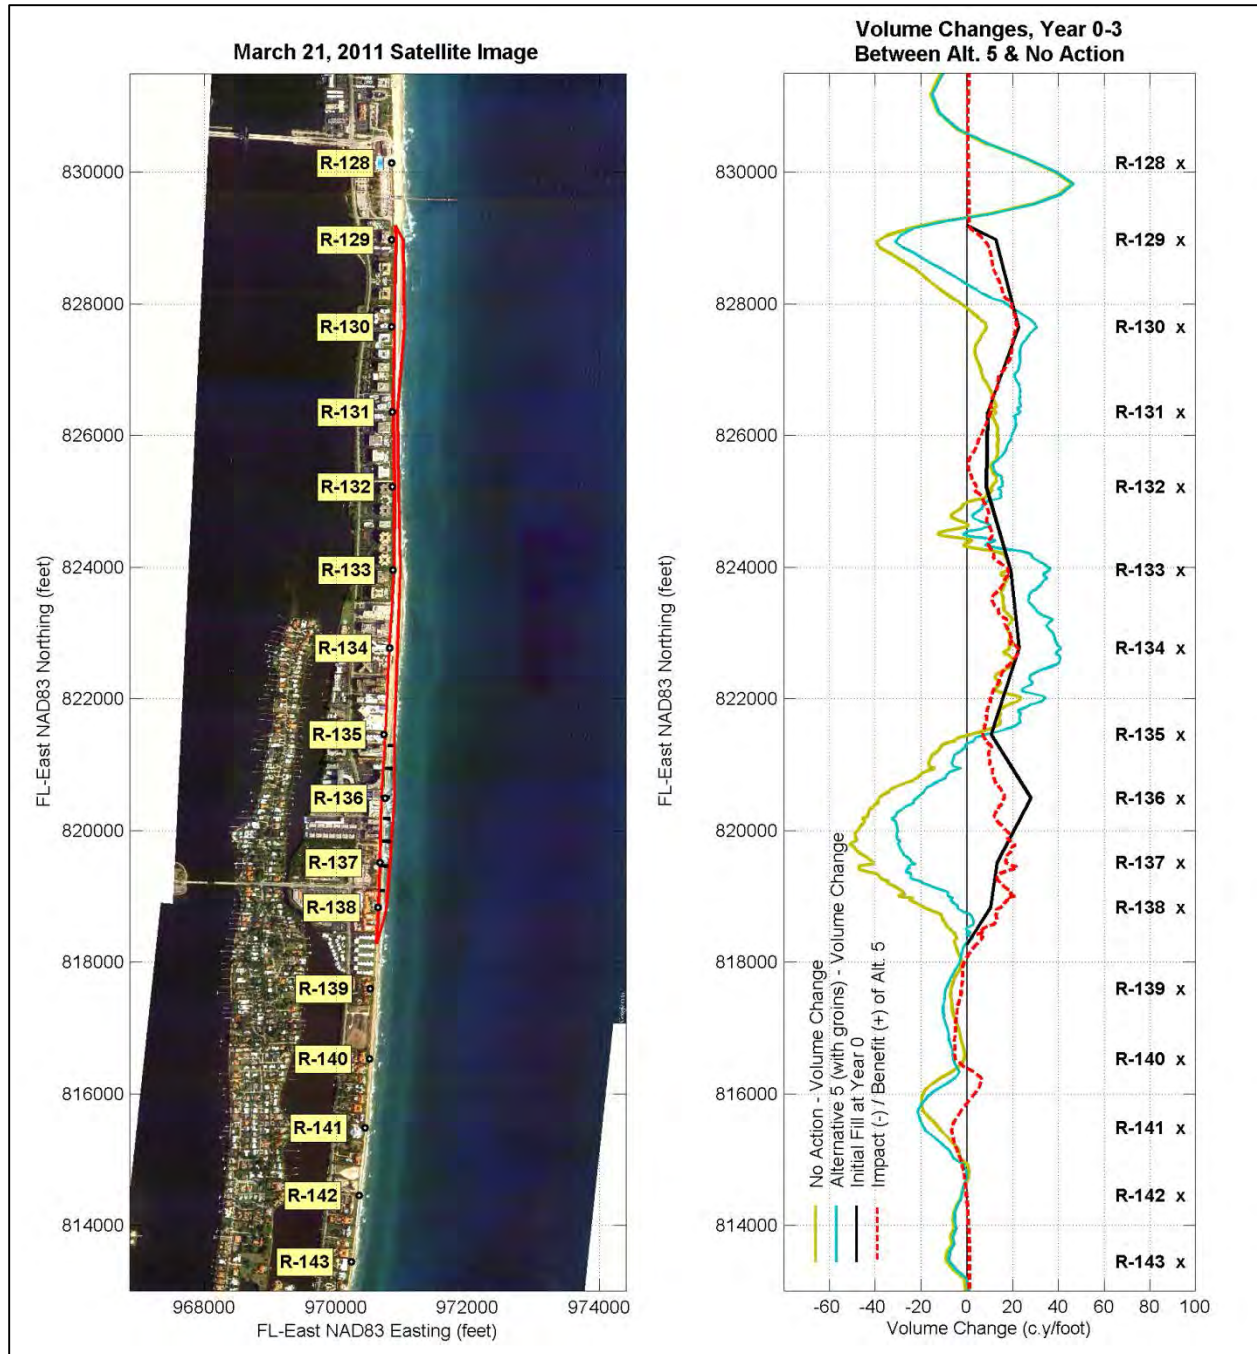 March 21, 2011 Satellite Image
FL-East NAD83 Northing (feet)
830000
828000
826000
824000
822000
820000
818000
816000
814000
R-128
R-129
R-130
R-131
R-132
R-133
R-134
R-135
R-136
R-137
R-138
R-139
R-140
R-141
R-142
R-143
968000 970000 972000 974000
FL-East NAD83 Easting (feet)
Volume Changes, Year 0-3
Between Alt. 5 & No Action
FL-East NAD83 Northing (feet)
830000
828000
826000
824000
822000
820000
818000
816000
814000
R-128 x
R-129 x
R-130 x
R-131 x
R-132 x
R-133 x
R-134 x
R-135 x
R-136 x
R-137 x
R-138 x
R-139 x
R-140 x
R-141 x
R-142 x
R-143 x
No Action - Volume Change
Alternative 5 (with groins) - Volume Change
Initial Fill at Year 0
Impact (-) / Benefit (+) of Alt. 5
-60 -40 -20 0 20 40 60 80 100
Volume Change (c.y/foot)